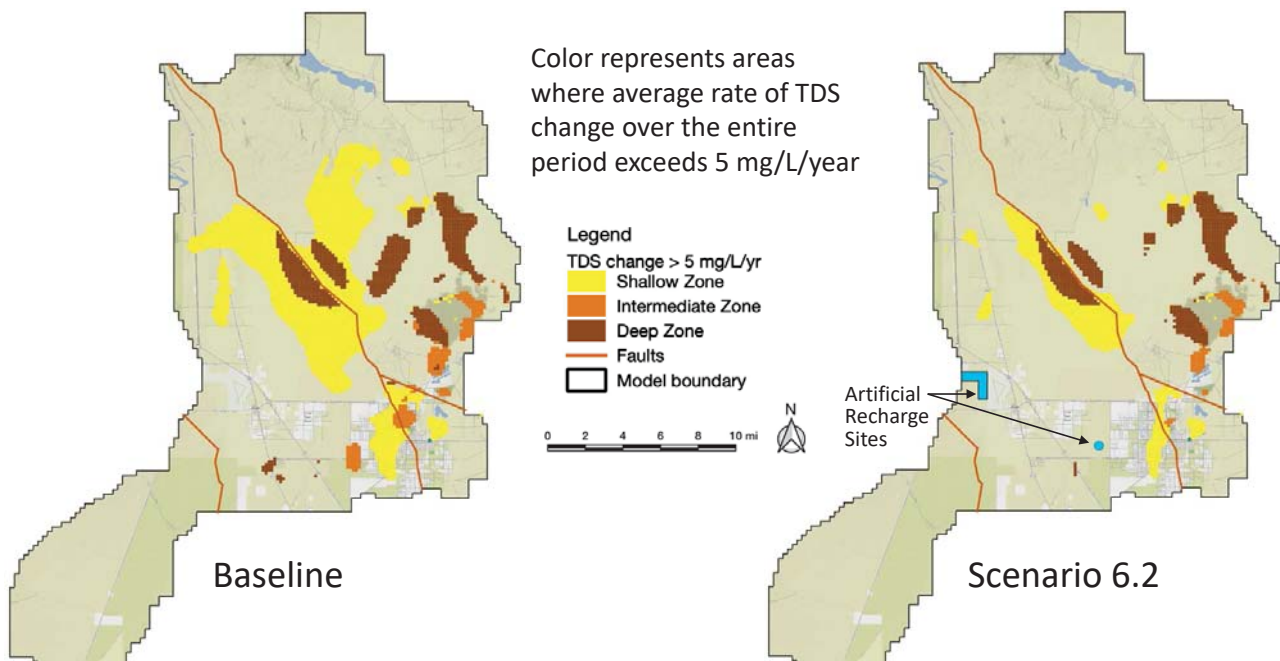 Color represents areas
where average rate of TDS
change over the entire
period exceeds 5 mg/L/year
Legend
TDS change > 5 mg/L/yr
Shallow Zone
Intermediate Zone
Deep Zone
Faults
Model boundary
0 2 4 6 8 10 mi
N
Artificial
Recharge
Sites
Baseline
Scenario 6.2